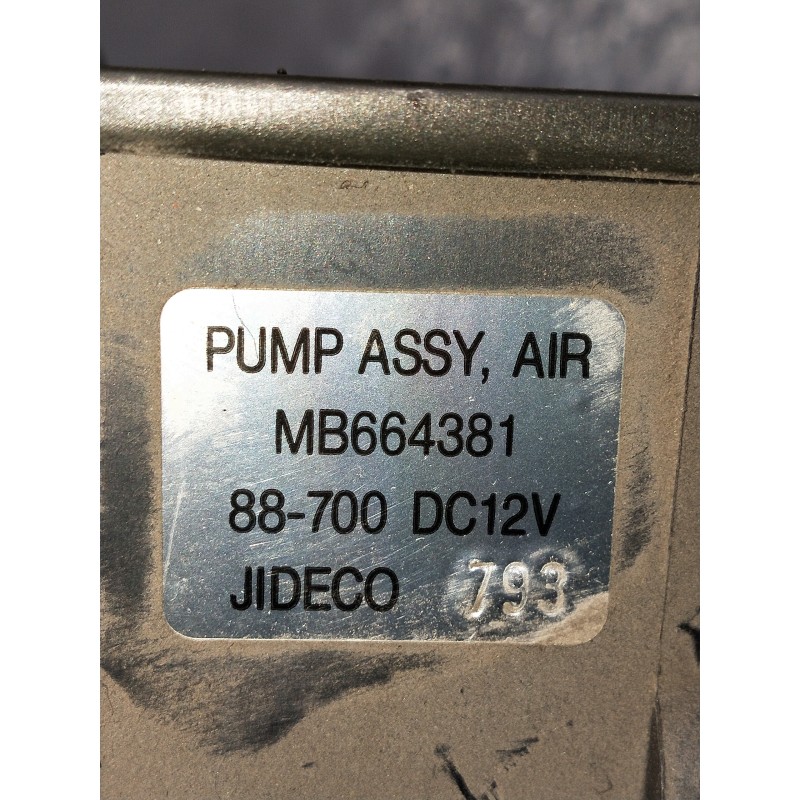 PUMP ASSY, AIR
MB664381
88-700 DC12V
JIDECO 793